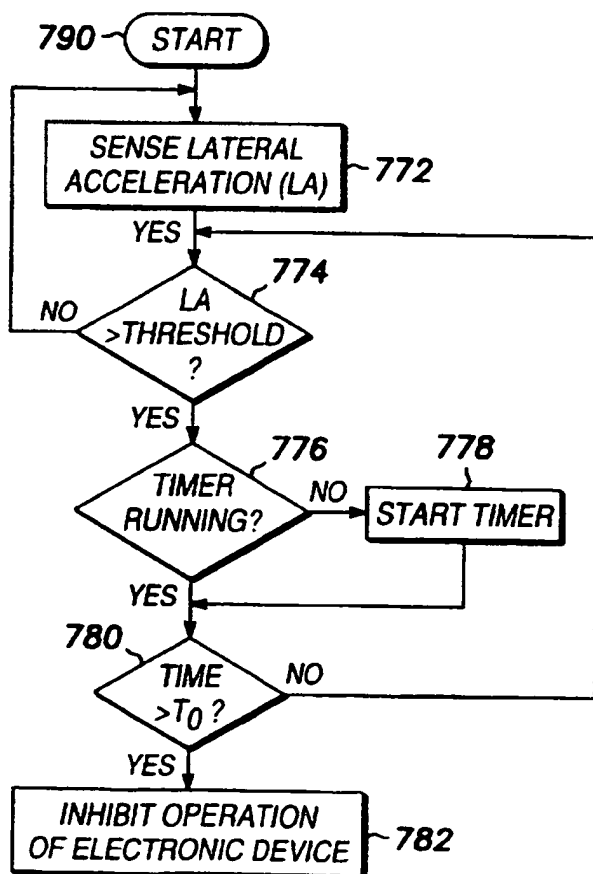 790
START
SENSE LATERAL
ACCELERATION (LA)
772
YES
774
NO
LA
>THRESHOLD
?
YES
776
778
TIMER
RUNNING?
NO
START TIMER
YES
780
TIME
>T0 ?
NO
YES
INHIBIT OPERATION
OF ELECTRONIC DEVICE
782